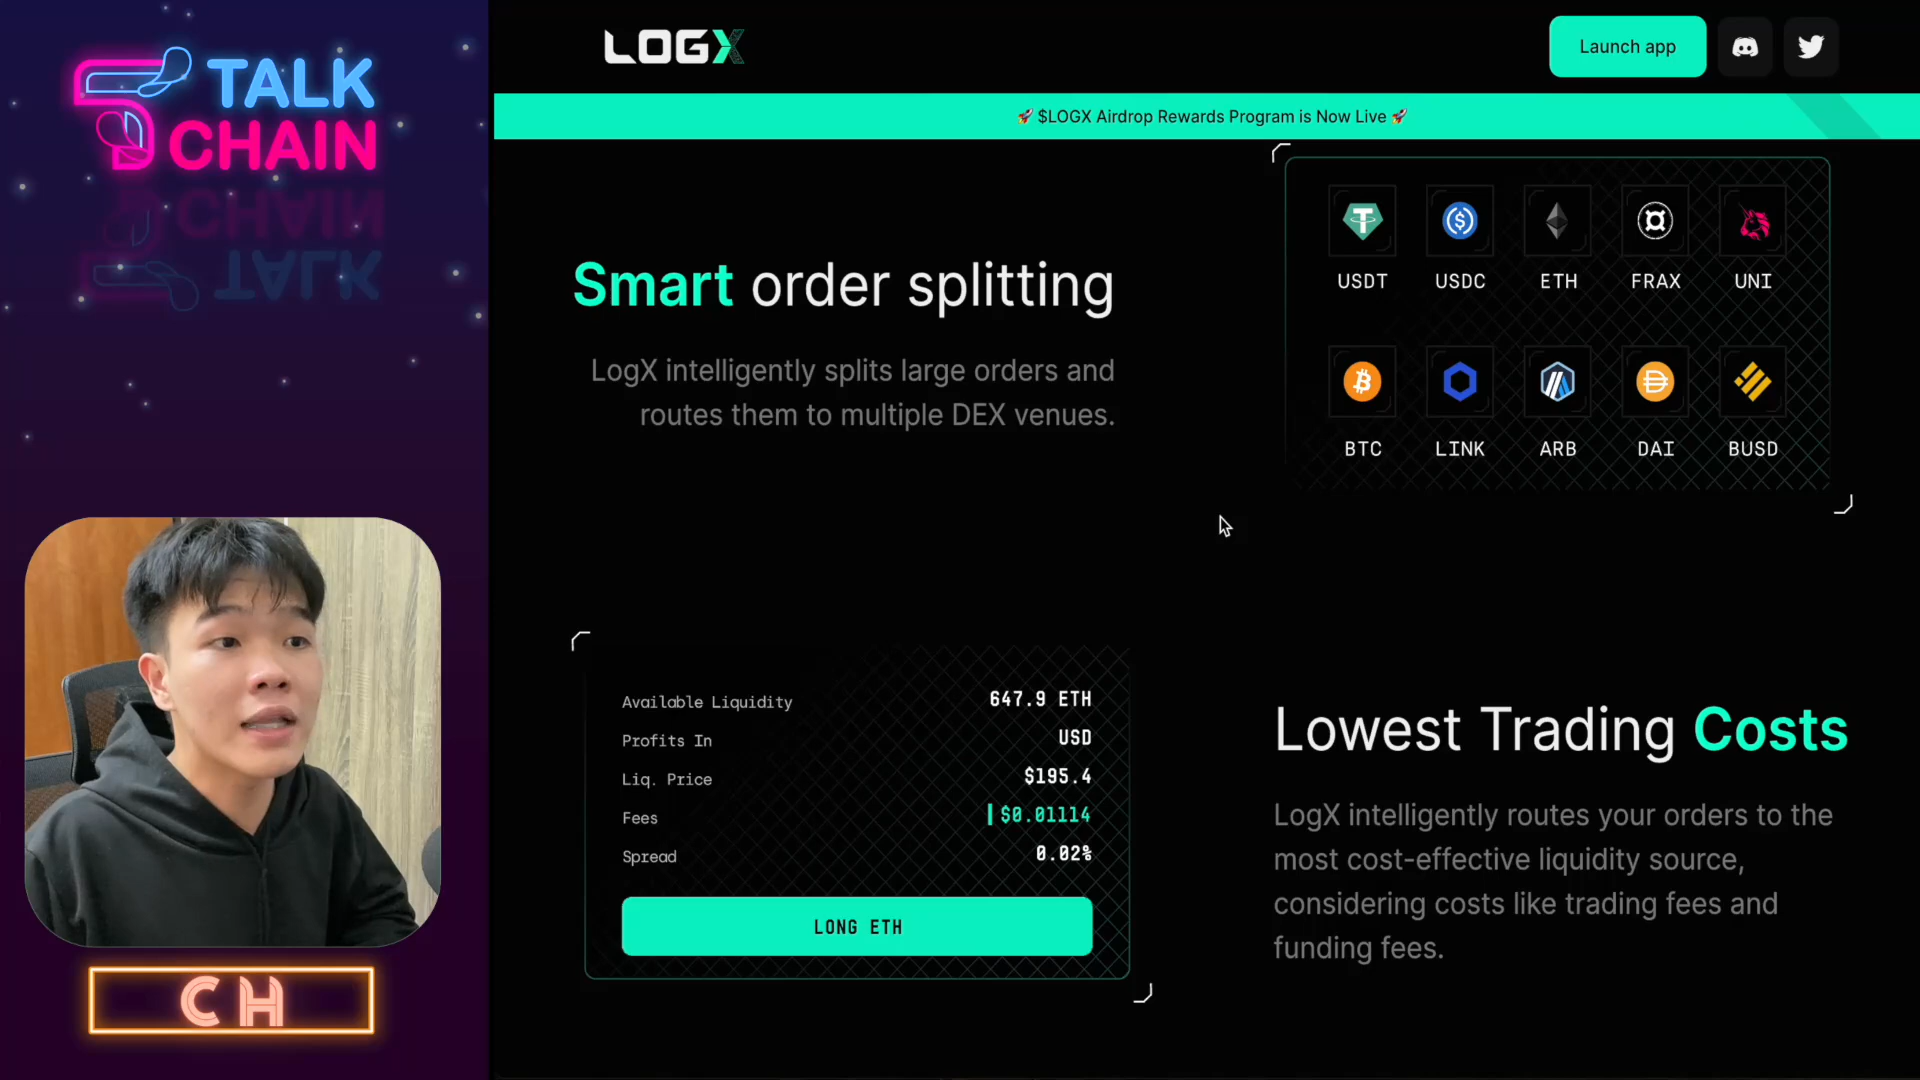 TALK
CHAIN
CH
LOGX
Launch app
🚀 $LOGX Airdrop Rewards Program is Now Live 🚀
Smart order splitting
LogX intelligently splits large orders and
routes them to multiple DEX venues.
USDT USDC ETH FRAX UNI
BTC LINK ARB DAI BUSD
Available Liquidity 647.9 ETH
Profits In USD
Liq. Price $195.4
Fees $0.01114
Spread 0.02%
LONG ETH
Lowest Trading Costs
LogX intelligently routes your orders to the
most cost-effective liquidity source,
considering costs like trading fees and
funding fees.